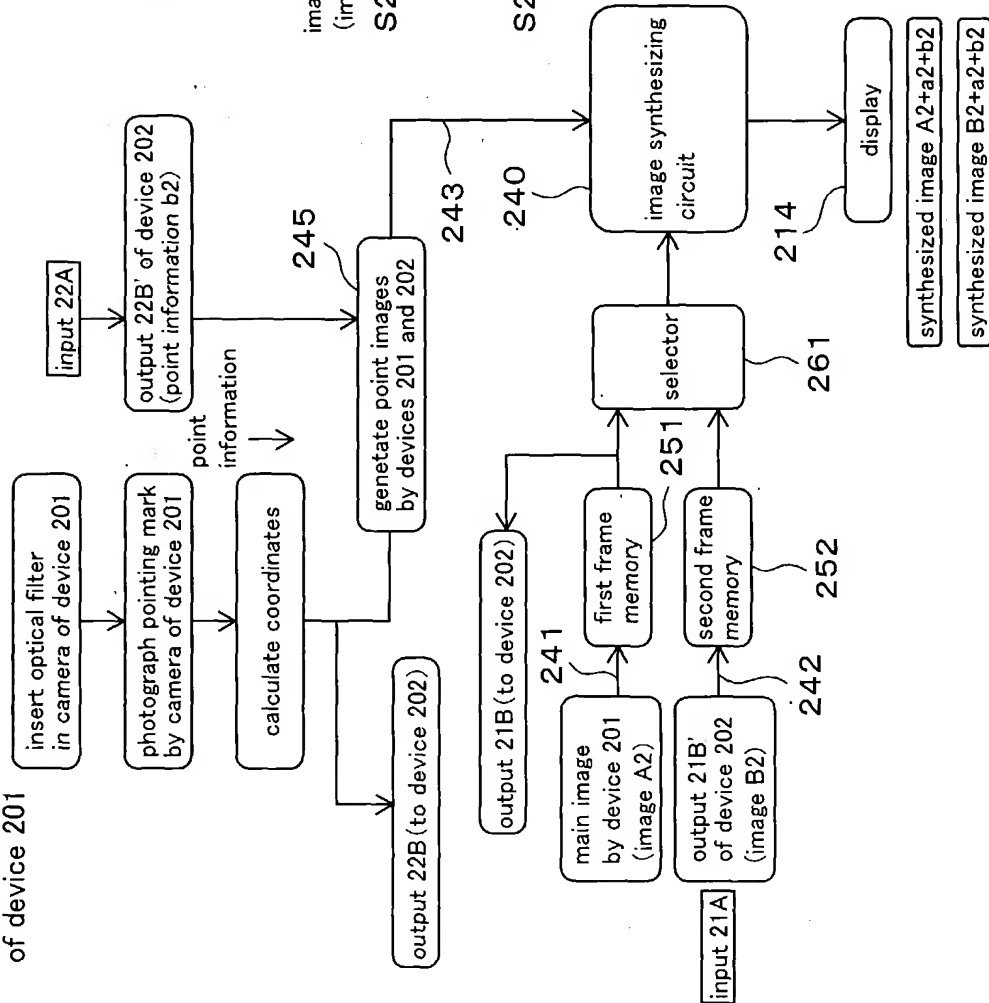 of device 201
insert optical filter
in camera of device 201
photograph pointing mark
by camera of device 201
calculate coordinates
output 22B (to device 202)
input 22A
output 22B' of device 202
(point information b2)
point
information
245
genetate point images
by devices 201 and 202
243
output 21B (to device 202)
main image
by device 201
(image A2)
241
first frame
memory
251
input 21A
output 21B'
of device 202
(image B2)
242
second frame
memory
252
selector
261
240
image synthesizing
circuit
214
display
synthesized image A2+a2+b2
synthesized image B2+a2+b2
ima
(im
S2
S2